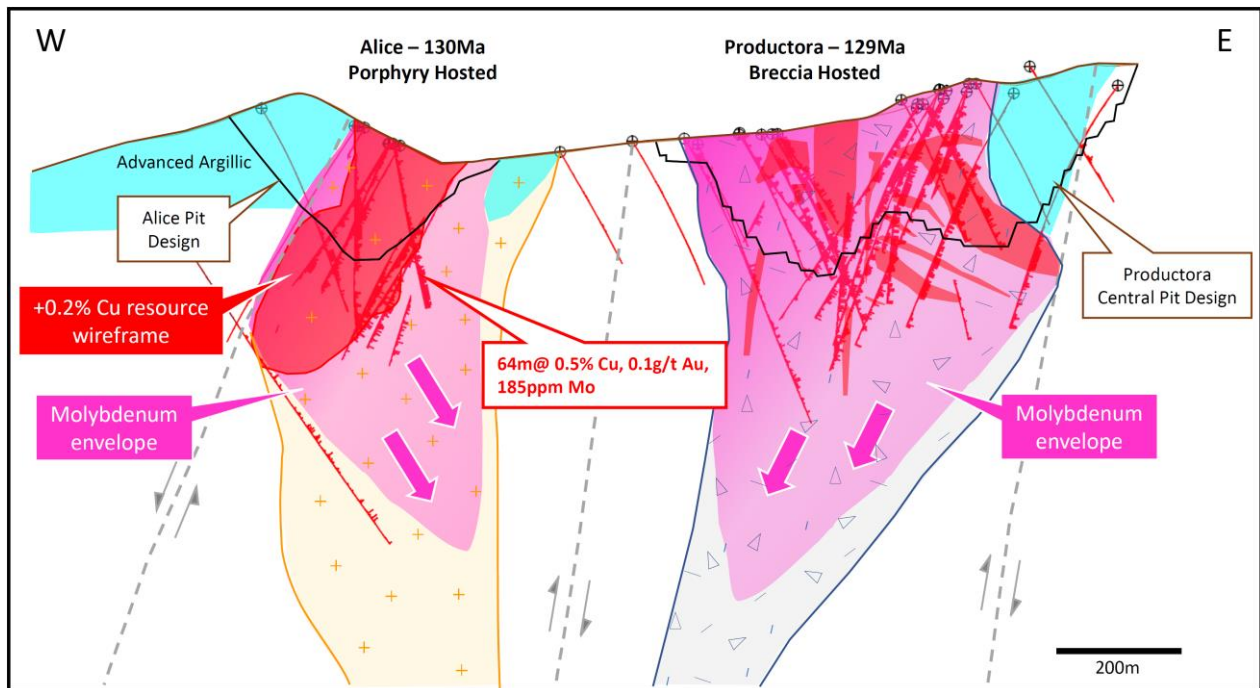 W
E
Alice – 130Ma
Porphyry Hosted
Productora – 129Ma
Breccia Hosted
Advanced Argillic
Alice Pit
Design
+0.2% Cu resource
wireframe
64m@ 0.5% Cu, 0.1g/t Au,
185ppm Mo
Molybdenum
envelope
Productora
Central Pit Design
Molybdenum
envelope
200m